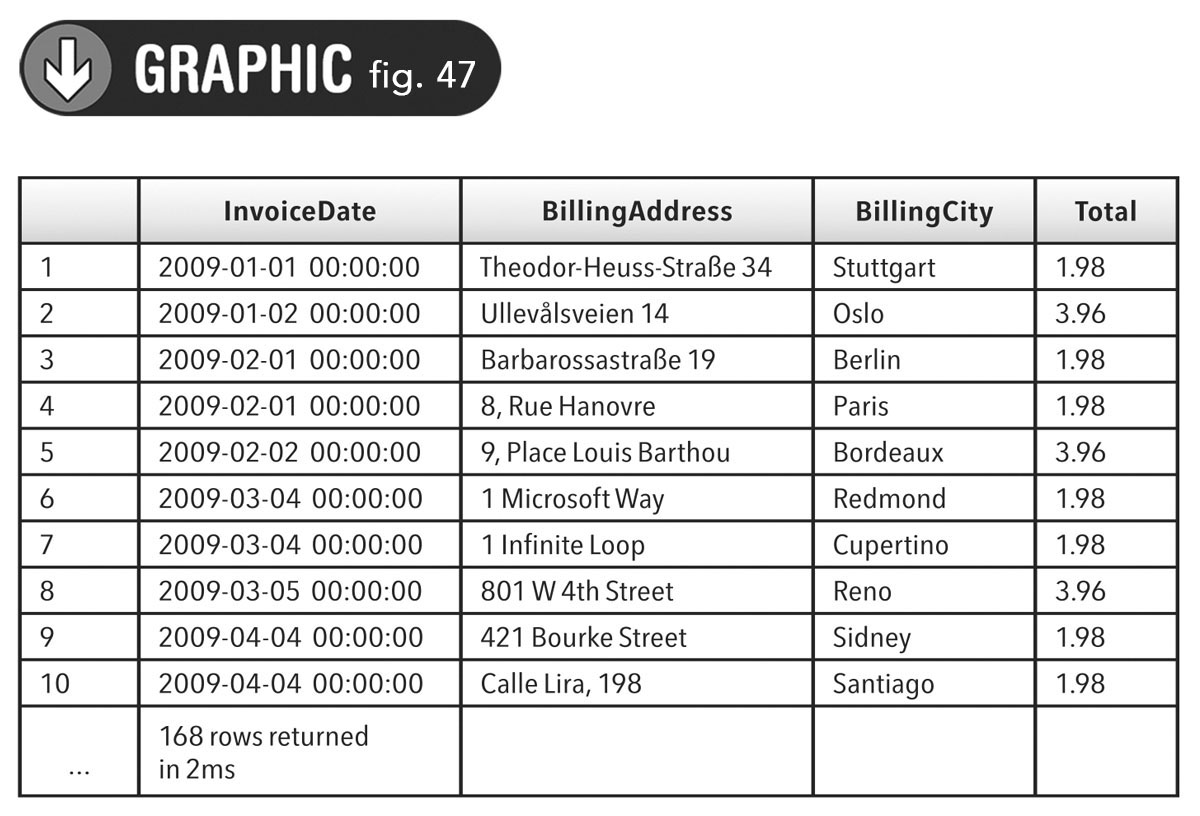 GRAPHIC fig. 47
InvoiceDate BillingAddress BillingCity Total
1 2009-01-01 00:00:00 Theodor-Heuss-Straße 34 Stuttgart 1.98
2 2009-01-02 00:00:00 Ullevålsveien 14 Oslo 3.96
3 2009-02-01 00:00:00 Barbarossastraße 19 Berlin 1.98
4 2009-02-01 00:00:00 8, Rue Hanovre Paris 1.98
5 2009-02-02 00:00:00 9, Place Louis Barthou Bordeaux 3.96
6 2009-03-04 00:00:00 1 Microsoft Way Redmond 1.98
7 2009-03-04 00:00:00 1 Infinite Loop Cupertino 1.98
8 2009-03-05 00:00:00 801 W 4th Street Reno 3.96
9 2009-04-04 00:00:00 421 Bourke Street Sidney 1.98
10 2009-04-04 00:00:00 Calle Lira, 198 Santiago 1.98
168 rows returned
... in 2ms